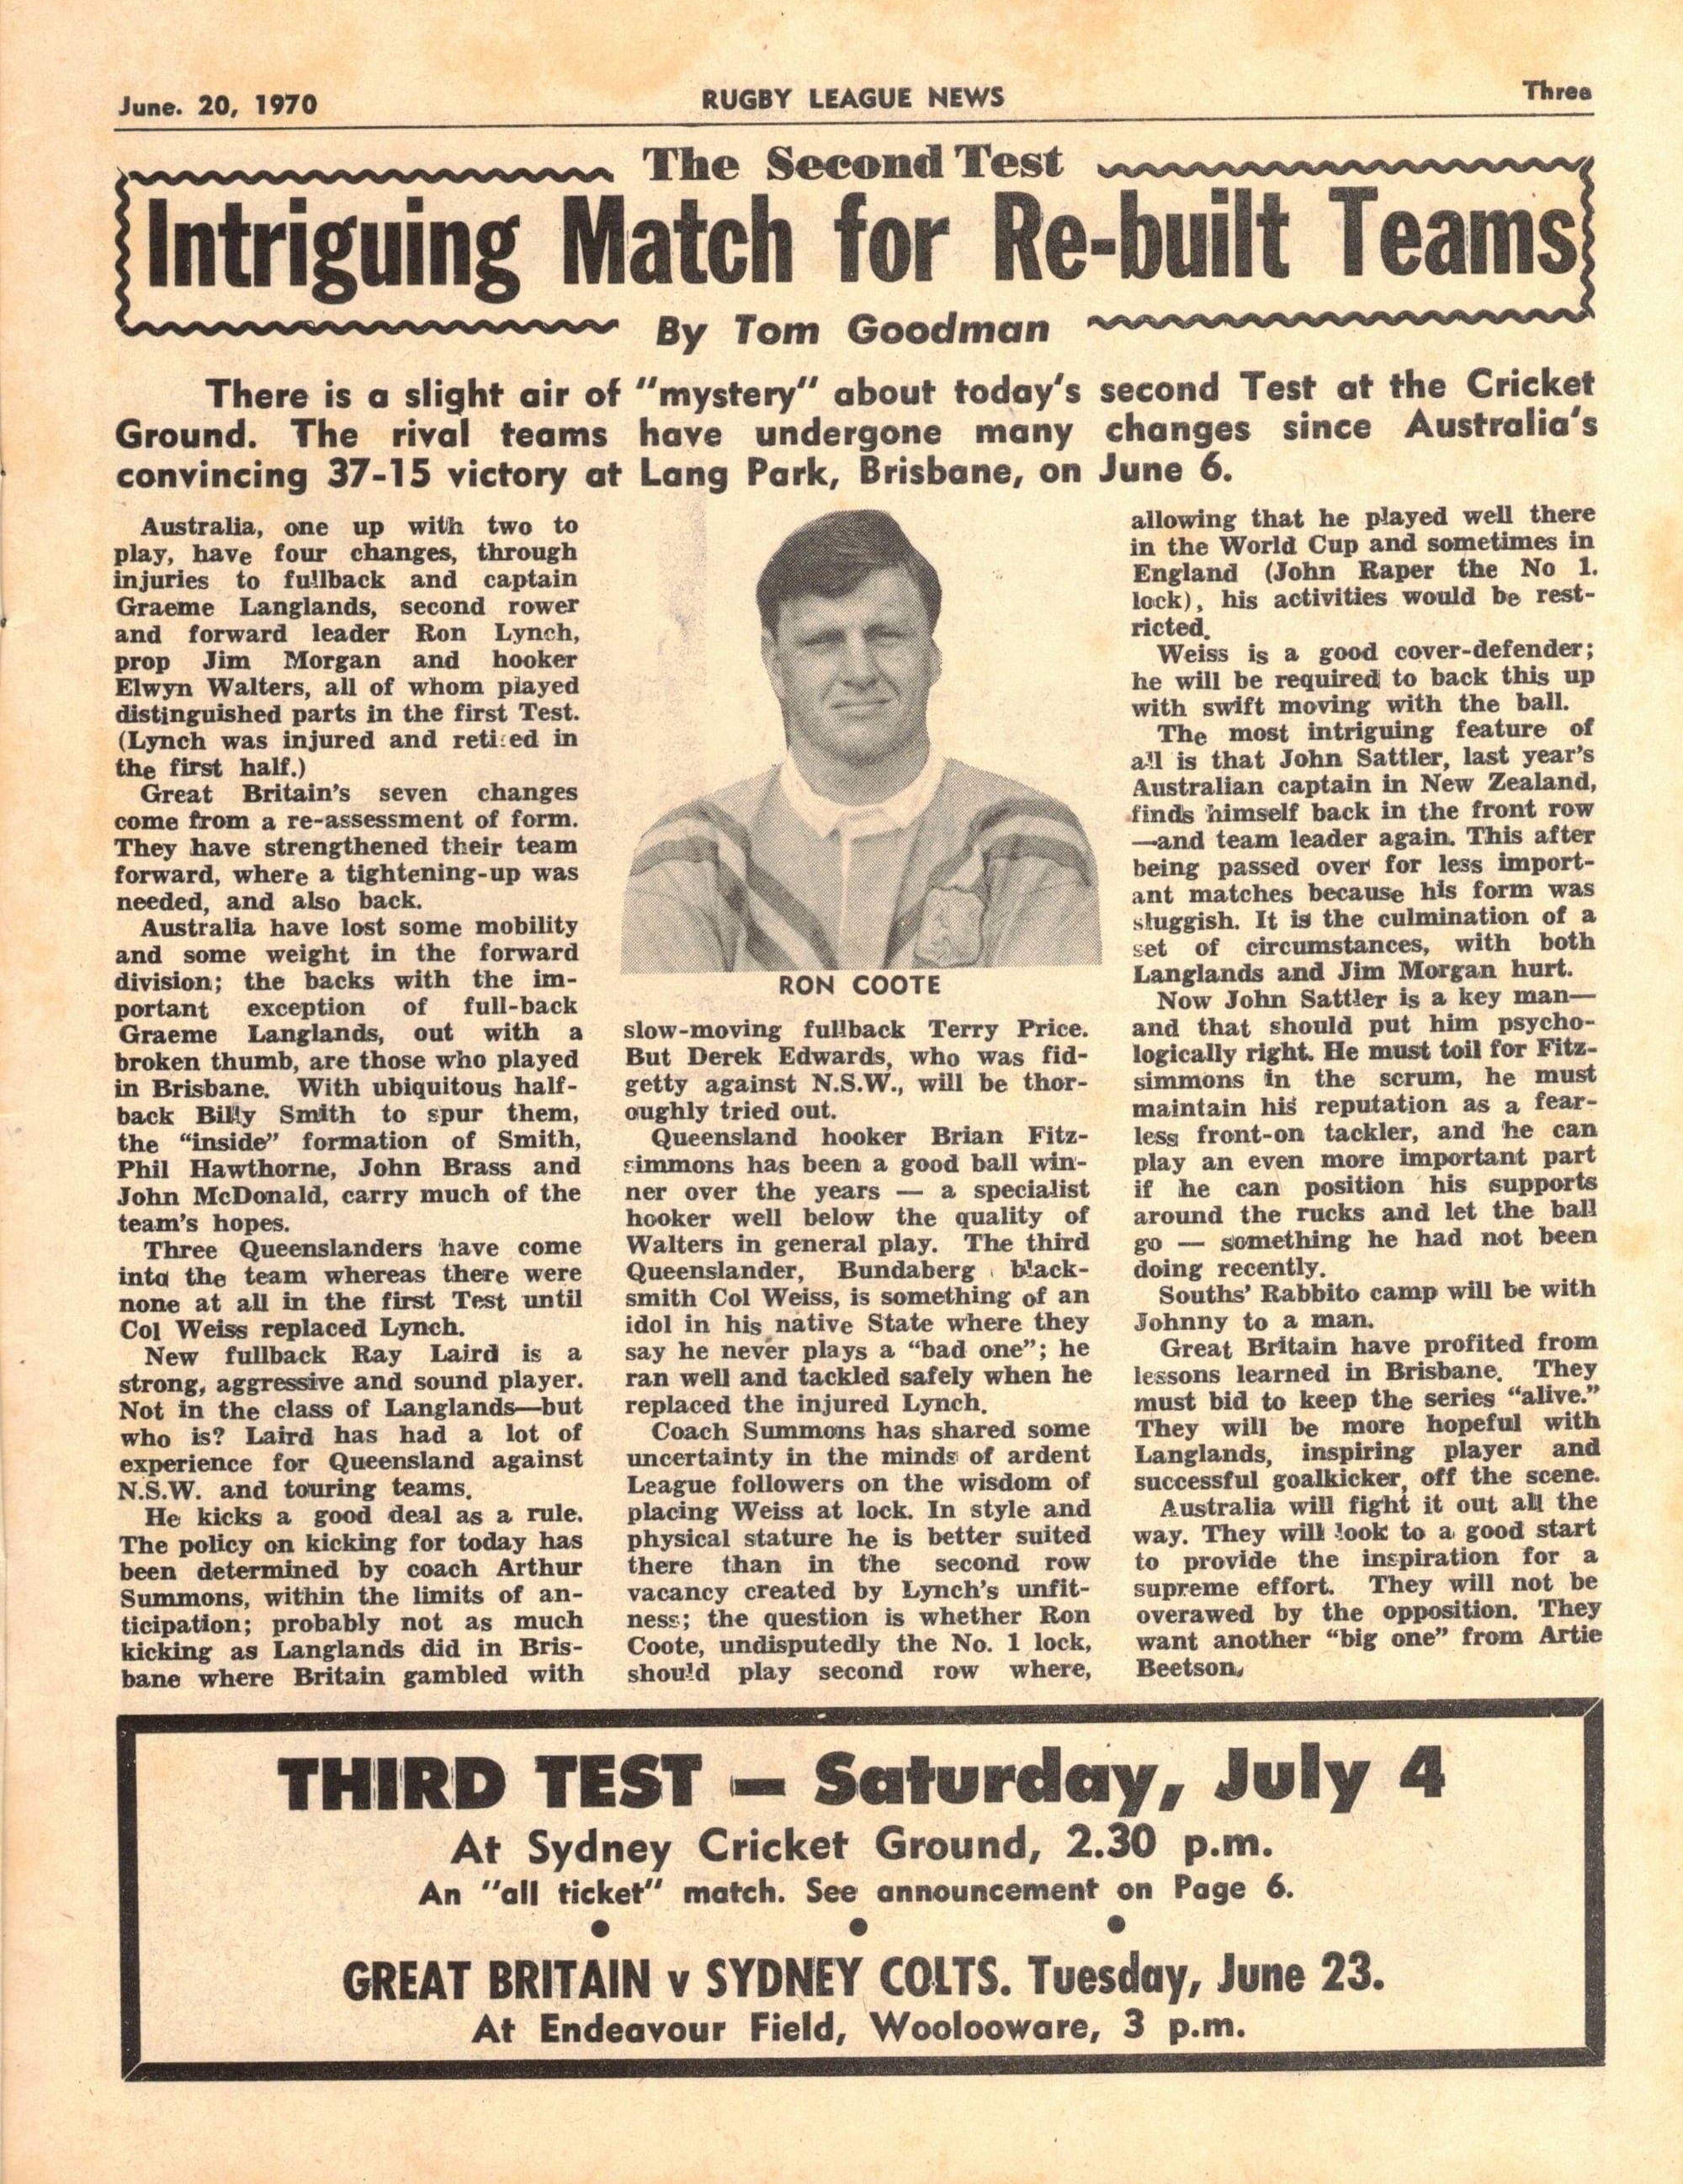 June. 20, 1970
RUGBY LEAGUE NEWS
Three
The Second Test
Intriguing Match for Re-built Teams
By Tom Goodman
There is a slight air of "mystery" about today's second Test at the Cricket
Ground. The rival teams have undergone many changes since Australia's
convincing 37-15 victory at Lang Park, Brisbane, on June 6.
Australia, one up with two to
play, have four changes, through
injuries to fullback and captain
Graeme Langlands, second rower
and forward leader Ron Lynch,
prop Jim Morgan and hooker
Elwyn Walters, all of whom played
distinguished parts in the first Test.
(Lynch was injured and retired in
the first half.)
Great Britain's seven changes
come from a re-assessment of form.
They have strengthened their team
forward, where a tightening-up was
needed, and also back.
Australia have lost some mobility
and some weight in the forward
division; the backs with the im-
portant exception of full-back
Graeme Langlands, out with a
broken thumb, are those who played
in Brisbane. With ubiquitous half-
back Billy Smith to spur them,
the "inside" formation of Smith,
Phil Hawthorne, John Brass and
John McDonald, carry much of the
team's hopes.
Three Queenslanders have come
into the team whereas there were
none at all in the first Test until
Col Weiss replaced Lynch.
New fullback Ray Laird is a
strong, aggressive and sound player.
Not in the class of Langlands—but
who is? Laird has had a lot of
experience for Queensland against
N.S.W. and touring teams.
He kicks a good deal as a rule.
The policy on kicking for today has
been determined by coach Arthur
Summons, within the limits of an-
ticipation; probably not as much
kicking as Langlands did in Bris-
bane where Britain gambled with
RON COOTE
slow-moving fullback Terry Price.
But Derek Edwards, who was fid-
getty against N.S.W., will be thor-
oughly tried out.
Queensland hooker Brian Fitz-
simmons has been a good ball win-
ner over the years — a specialist
hooker well below the quality of
Walters in general play. The third
Queenslander, Bundaberg black-
smith Col Weiss, is something of an
idol in his native State where they
say he never plays a "bad one"; he
ran well and tackled safely when he
replaced the injured Lynch.
Coach Summons has shared some
uncertainty in the minds of ardent
League followers on the wisdom of
placing Weiss at lock. In style and
physical stature he is better suited
there than in the second row
vacancy created by Lynch's unfit-
ness; the question is whether Ron
Coote, undisputedly the No. 1 lock,
should play second row where,
allowing that he played well there
in the World Cup and sometimes in
England (John Raper the No 1.
lock), his activities would be rest-
ricted.
Weiss is a good cover-defender;
he will be required to back this up
with swift moving with the ball.
The most intriguing feature of
all is that John Sattler, last year's
Australian captain in New Zealand,
finds himself back in the front row
—and team leader again. This after
being passed over for less import-
ant matches because his form was
sluggish. It is the culmination of a
set of circumstances, with both
Langlands and Jim Morgan hurt.
Now John Sattler is a key man—
and that should put him psycho-
logically right. He must toil for Fitz-
simmons in the scrum, he must
maintain his reputation as a fear-
less front-on tackler, and he can
play an even more important part
if he can position his supports
around the rucks and let the ball
go — something he had not been
doing recently.
Souths' Rabbito camp will be with
Johnny to a man.
Great Britain have profited from
lessons learned in Brisbane. They
must bid to keep the series "alive."
They will be more hopeful with
Langlands, inspiring player and
successful goalkicker, off the scene.
Australia will fight it out all the
way. They will look to a good start
to provide the inspiration for a
supreme effort. They will not be
overawed by the opposition. They
want another "big one" from Artie
Beetson.
THIRD TEST — Saturday, July 4
At Sydney Cricket Ground, 2.30 p.m.
An "all ticket" match. See announcement on Page 6.
GREAT BRITAIN v SYDNEY COLTS. Tuesday, June 23.
At Endeavour Field, Woolooware, 3 p.m.